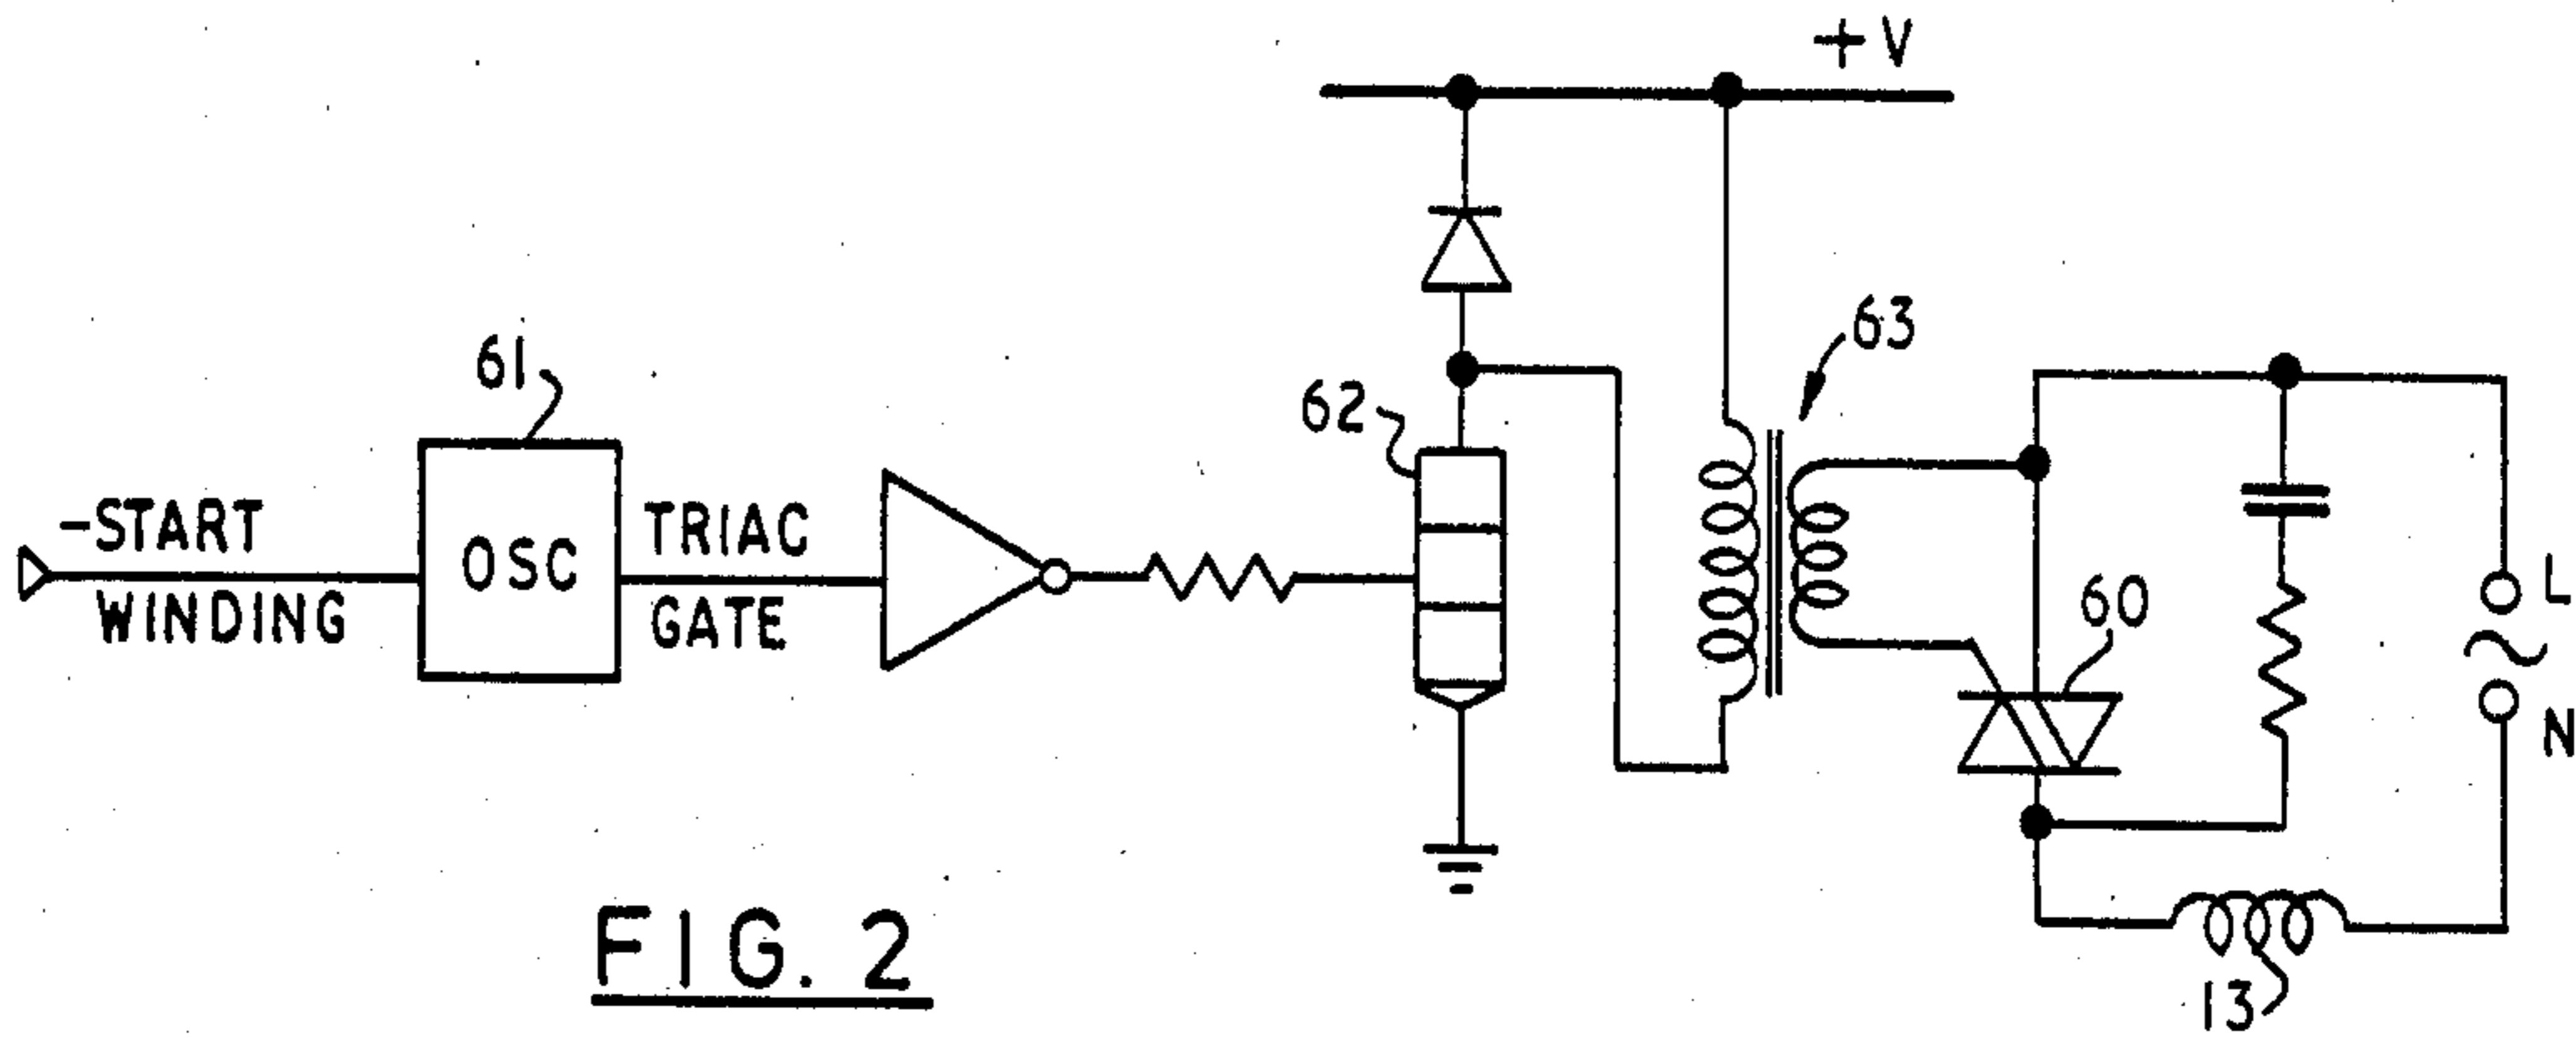 +V
63
61
62
-START
WINDING
OSC
TRIAC
GATE
60
L
~
N
13
FIG. 2